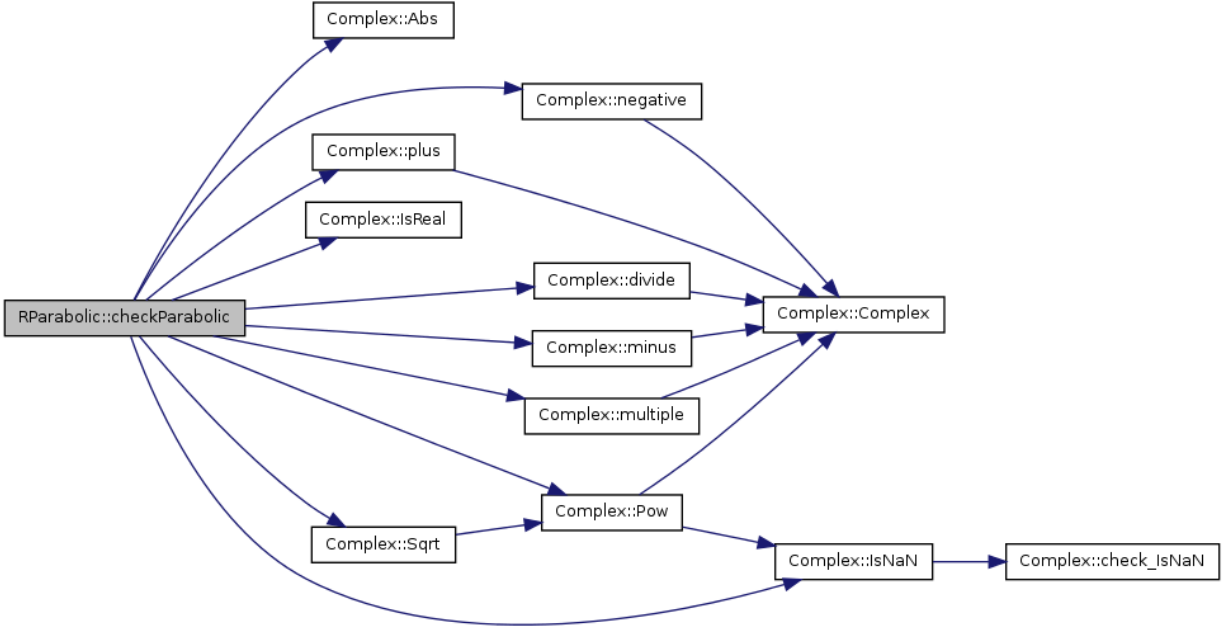 Complex::Abs
Complex::negative
Complex::plus
Complex::IsReal
Complex::divide
RParabolic::checkParabolic
Complex::Complex
Complex::minus
Complex::multiple
Complex::Pow
Complex::Sqrt
Complex::IsNaN
Complex::check_IsNaN